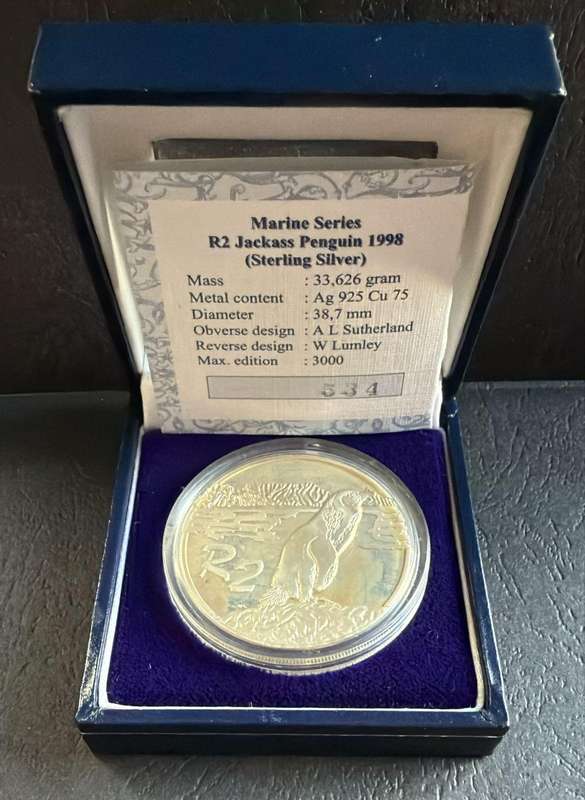 Marine Series
R2 Jackass Penguin 1998
(Sterling Silver)
Mass : 33,626 gram
Metal content : Ag 925 Cu 75
Diameter : 38,7 mm
Obverse design : A L Sutherland
Reverse design : W Lumley
Max. edition : 3000
534
R2